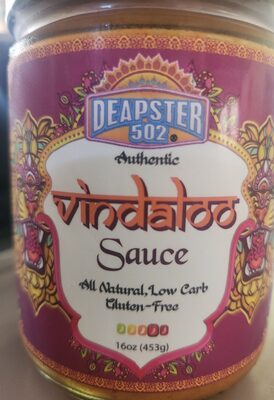 DEAPSTER
502®
Authentic
Vindaloo
Sauce
All Natural, Low Carb
Gluten-Free
16oz (453g)